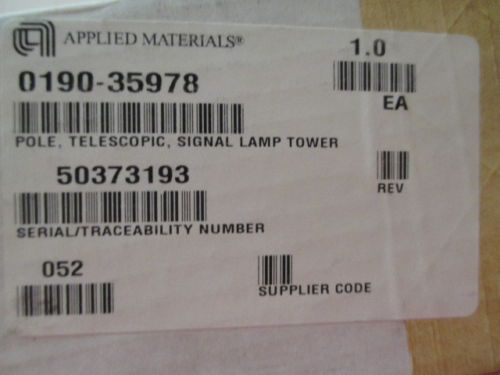 APPLIED MATERIALS®
1.0
0190-35978
EA
POLE, TELESCOPIC, SIGNAL LAMP TOWER
50373193
REV
SERIAL/TRACEABILITY NUMBER
052
SUPPLIER CODE